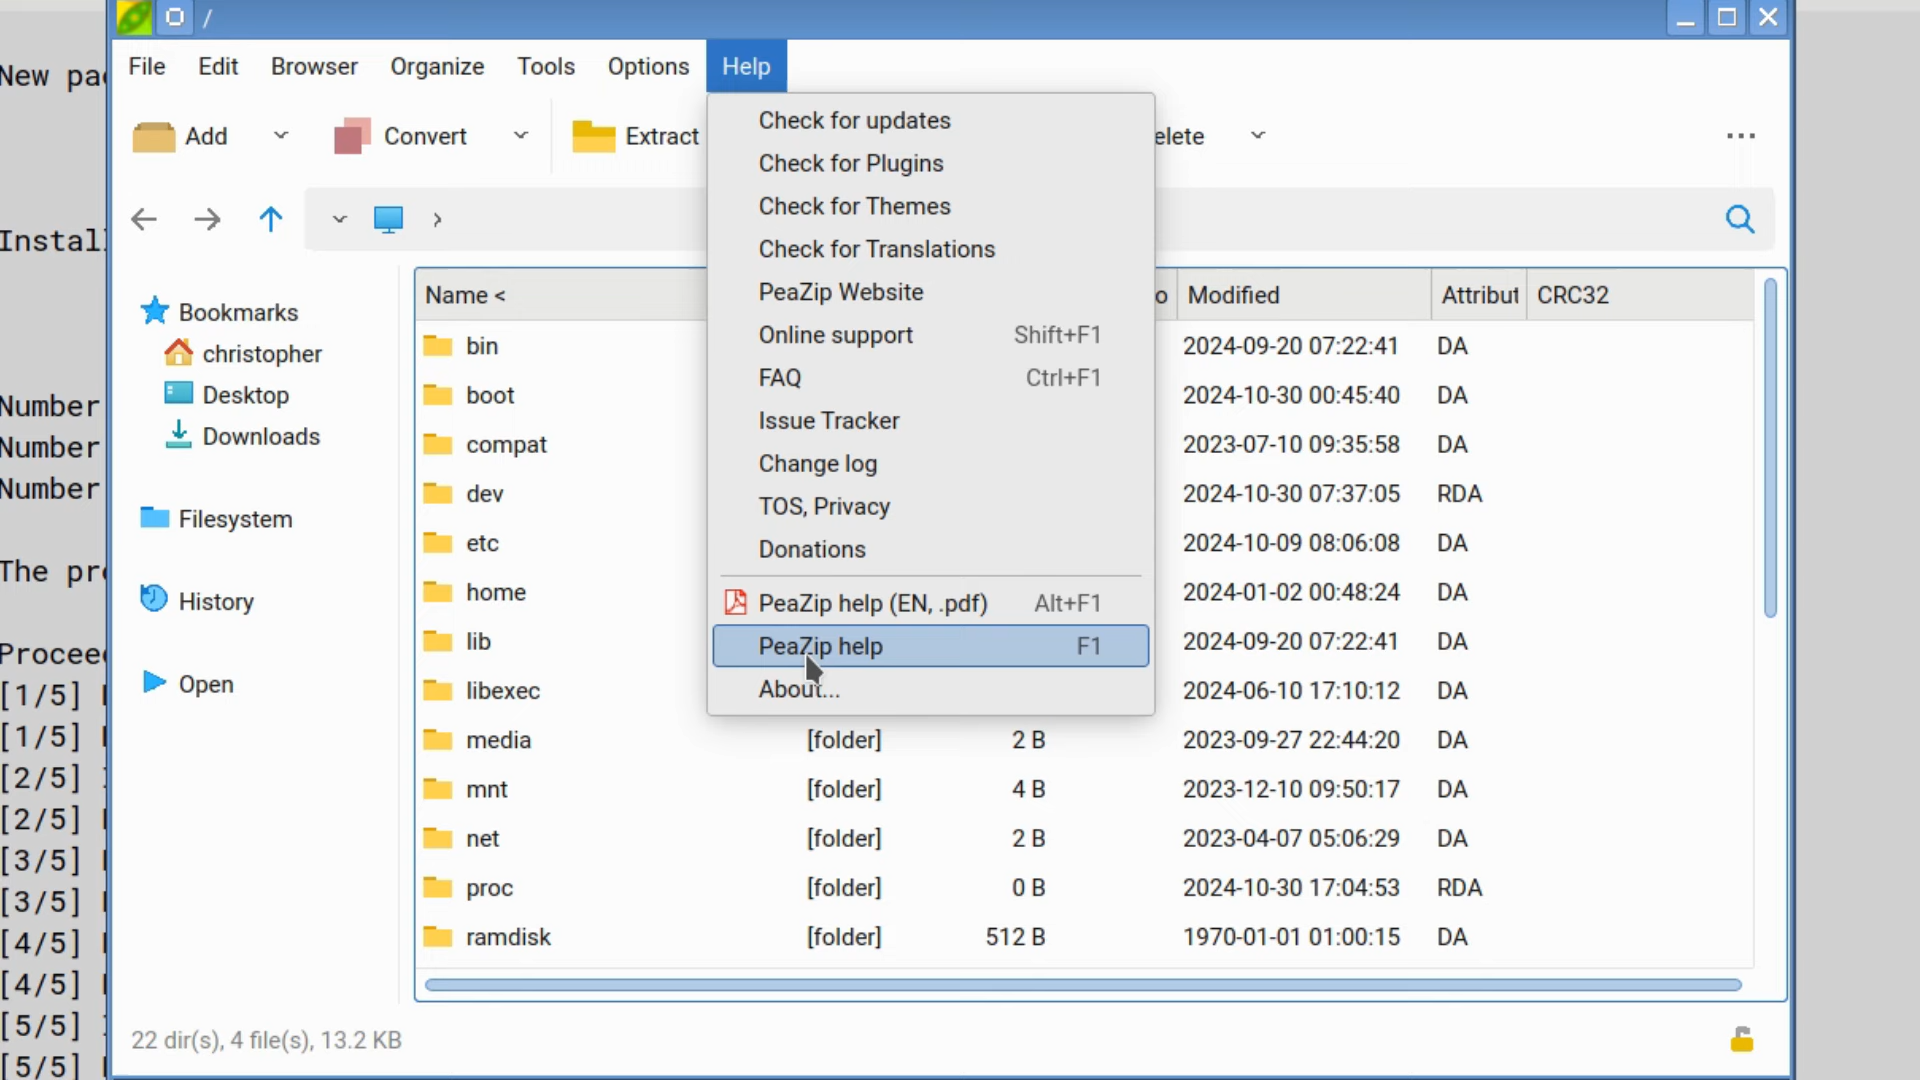 /
File Edit Browser Organize Tools Options Help
Add Convert Extract elete ...
Check for updates
Check for Plugins
Check for Themes
Check for Translations
PeaZip Website
Online support Shift+F1
FAQ Ctrl+F1
Issue Tracker
Change log
TOS, Privacy
Donations
PeaZip help (EN, .pdf) Alt+F1
PeaZip help F1
About...
Bookmarks
christopher
Desktop
Downloads
Filesystem
History
Open
Name < o Modified Attribut CRC32
bin 2024-09-20 07:22:41 DA
boot 2024-10-30 00:45:40 DA
compat 2023-07-10 09:35:58 DA
dev 2024-10-30 07:37:05 RDA
etc 2024-10-09 08:06:08 DA
home 2024-01-02 00:48:24 DA
lib 2024-09-20 07:22:41 DA
libexec 2024-06-10 17:10:12 DA
media [folder] 2 B 2023-09-27 22:44:20 DA
mnt [folder] 4 B 2023-12-10 09:50:17 DA
net [folder] 2 B 2023-04-07 05:06:29 DA
proc [folder] 0 B 2024-10-30 17:04:53 RDA
ramdisk [folder] 512 B 1970-01-01 01:00:15 DA
22 dir(s), 4 file(s), 13.2 KB
New pa
Instal
Number
Number
Number
The pr
Procee
[1/5]
[1/5]
[2/5]
[2/5]
[3/5]
[3/5]
[4/5]
[4/5]
[5/5]
[5/5]